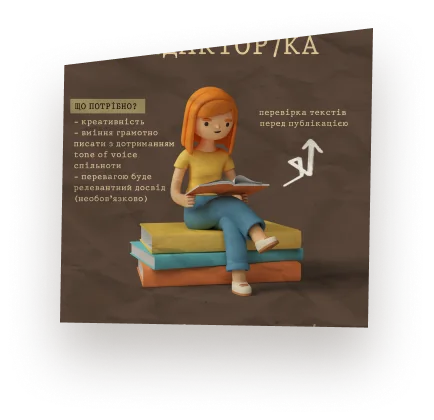 ДАКТОР/КА
ЩО ПОТРІБНО?
- креативність
- вміння грамотно
писати з дотриманням
tone of voice
спільноти
- перевагою буде
релевантний досвід
(необов'язково)
перевірка текстів
перед публікацією